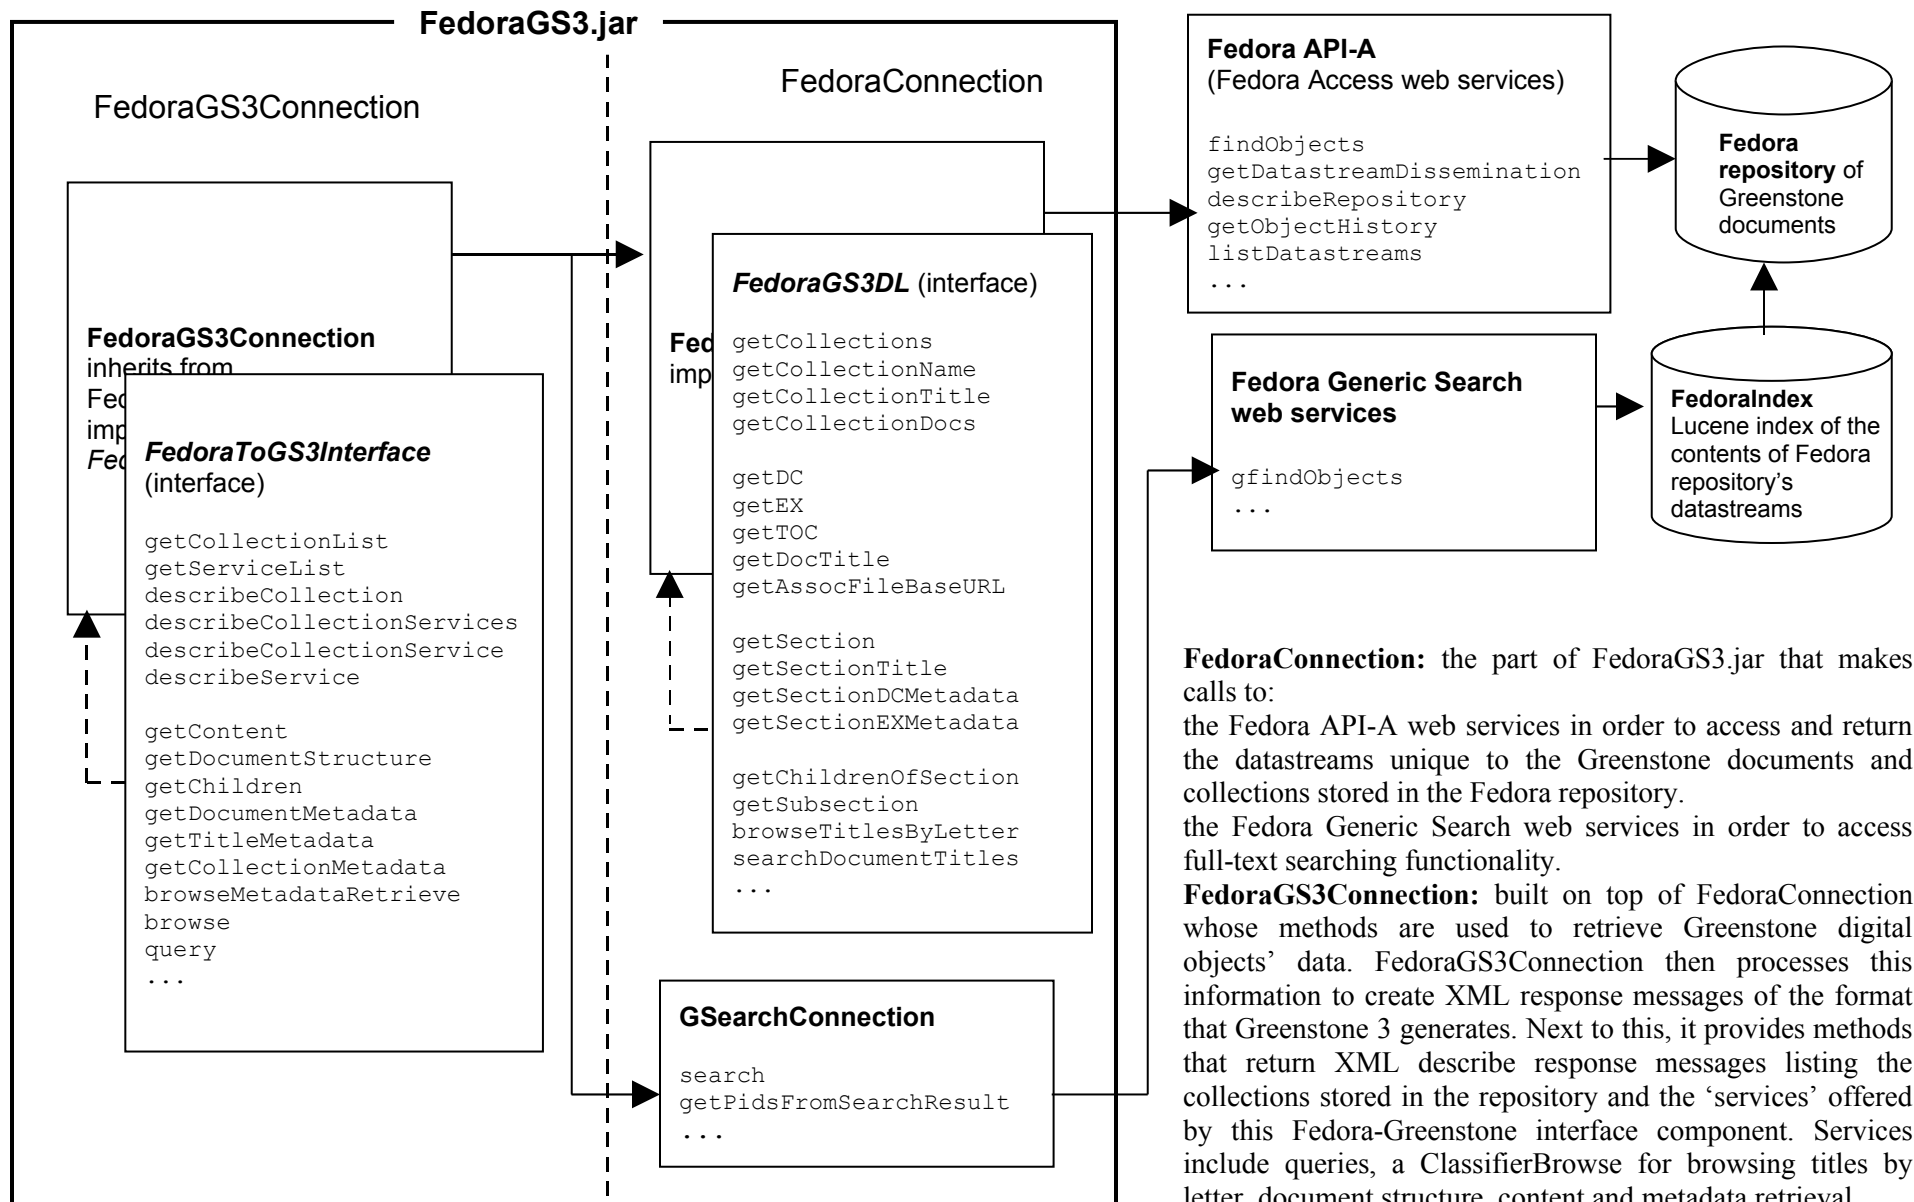 FedoraGS3.jar
FedoraGS3Connection
FedoraGS3Connection
inherits from
FedoraToGS3Interface
(interface)
getCollectionList
getServiceList
describeCollection
describeCollectionServices
describeCollectionService
describeService
getContent
getDocumentStructure
getChildren
getDocumentMetadata
getTitleMetadata
getCollectionMetadata
browseMetadataRetrieve
browse
query
...
FedoraConnection
FedoraGS3DL (interface)
getCollections
getCollectionName
getCollectionTitle
getCollectionDocs
getDC
getEX
getTOC
getDocTitle
getAssocFileBaseURL
getSection
getSectionTitle
getSectionDCMetadata
getSectionEXMetadata
getChildrenOfSection
getSubsection
browseTitlesByLetter
searchDocumentTitles
...
GSearchConnection
search
getPidsFromSearchResult
...
Fedora API-A
(Fedora Access web services)
findObjects
getDatastreamDissemination
describeRepository
getObjectHistory
listDatastreams
...
Fedora
repository of
Greenstone
documents
Fedora Generic Search
web services
gfindObjects
...
FedoraIndex
Lucene index of the
contents of Fedora
repository's
datastreams
FedoraConnection: the part of FedoraGS3.jar that makes
calls to:
the Fedora API-A web services in order to access and return
the datastreams unique to the Greenstone documents and
collections stored in the Fedora repository.
the Fedora Generic Search web services in order to access
full-text searching functionality.
FedoraGS3Connection: built on top of FedoraConnection
whose methods are used to retrieve Greenstone digital
objects' data. FedoraGS3Connection then processes this
information to create XML response messages of the format
that Greenstone 3 generates. Next to this, it provides methods
that return XML describe response messages listing the
collections stored in the repository and the 'services' offered
by this Fedora-Greenstone interface component. Services
include queries, a ClassifierBrowse for browsing titles by
letter, document structure, content and metadata retrieval.